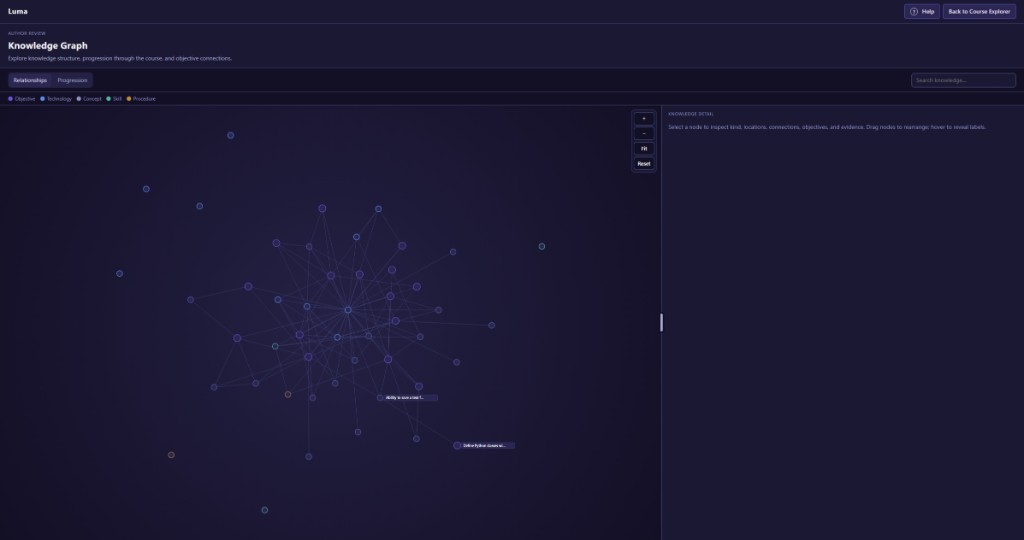 Luma
? Help
Back to Course Explorer
AUTHOR REVIEW
Knowledge Graph
Explore knowledge structure, progression through the course, and objective connections.
Relationships
Progression
Search knowledge...
Objective
Technology
Concept
Skill
Procedure
+
−
Fit
Reset
KNOWLEDGE DETAIL
Select a node to inspect kind, locations, connections, objectives, and evidence. Drag nodes to rearrange; hover to reveal labels.
Define Python